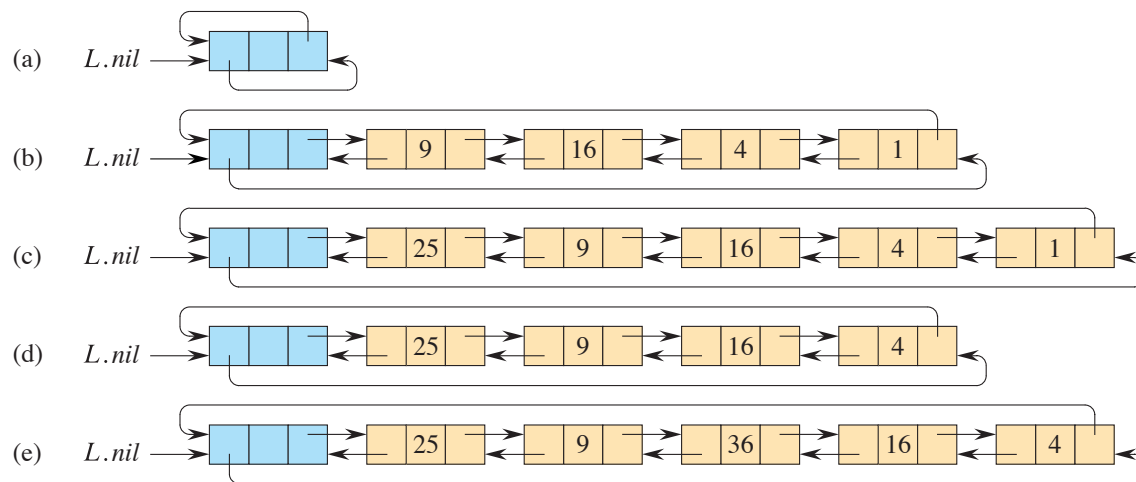 (a) L.nil
(b) L.nil 9 16 4 1
(c) L.nil 25 9 16 4 1
(d) L.nil 25 9 16 4
(e) L.nil 25 9 36 16 4